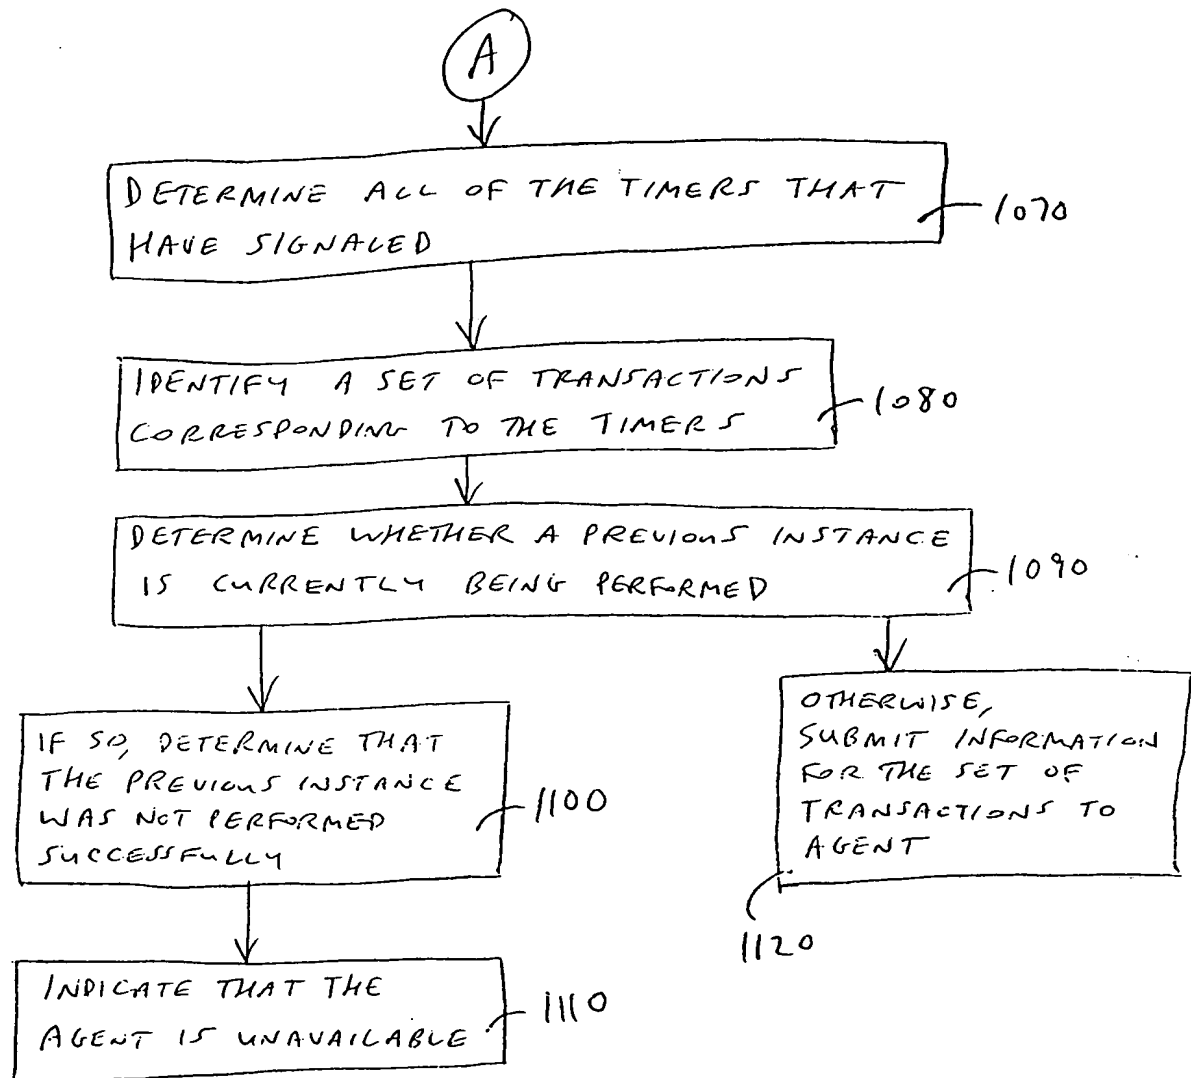 A
DETERMINE ALL OF THE TIMERS THAT
HAVE SIGNALED
1070
IDENTIFY A SET OF TRANSACTIONS
CORRESPONDING TO THE TIMERS
1080
DETERMINE WHETHER A PREVIOUS INSTANCE
IS CURRENTLY BEING PERFORMED
1090
IF SO, DETERMINE THAT
THE PREVIOUS INSTANCE
WAS NOT PERFORMED
SUCCESSFULLY
1100
OTHERWISE,
SUBMIT INFORMATION
FOR THE SET OF
TRANSACTIONS TO
AGENT
1120
INDICATE THAT THE
AGENT IS UNAVAILABLE
1110